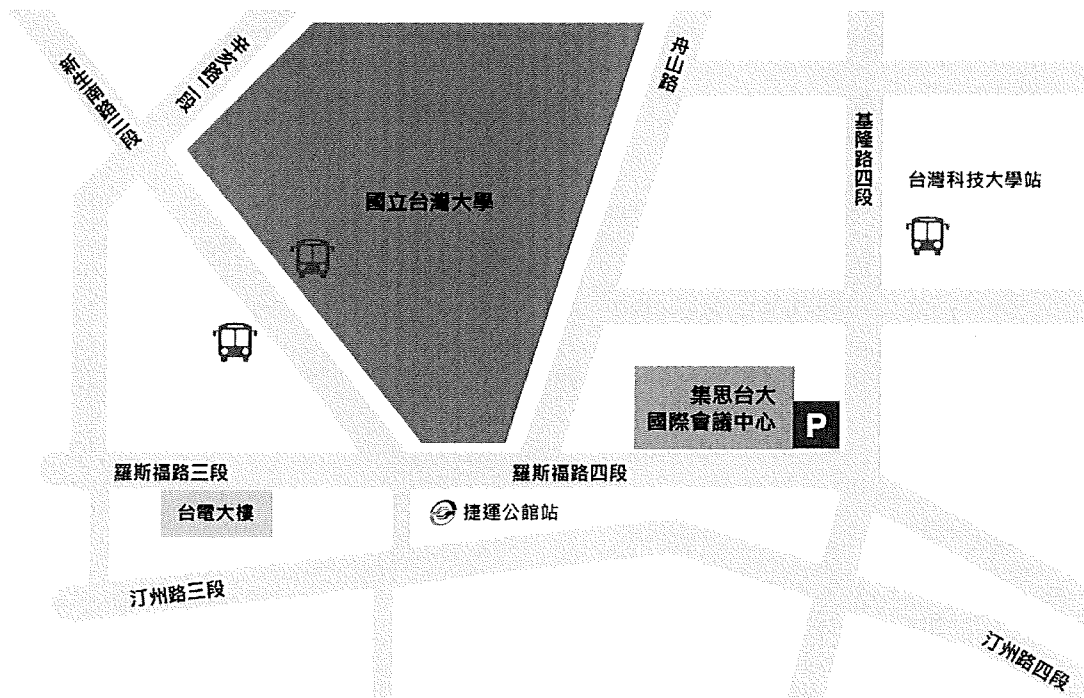 新生南路三段
辛亥路二段
舟山路
基隆路四段
台灣科技大學站
國立台灣大學
集思台大
國際會議中心
P
羅斯福路三段
羅斯福路四段
台電大樓
捷運公館站
汀州路三段
汀州路四段